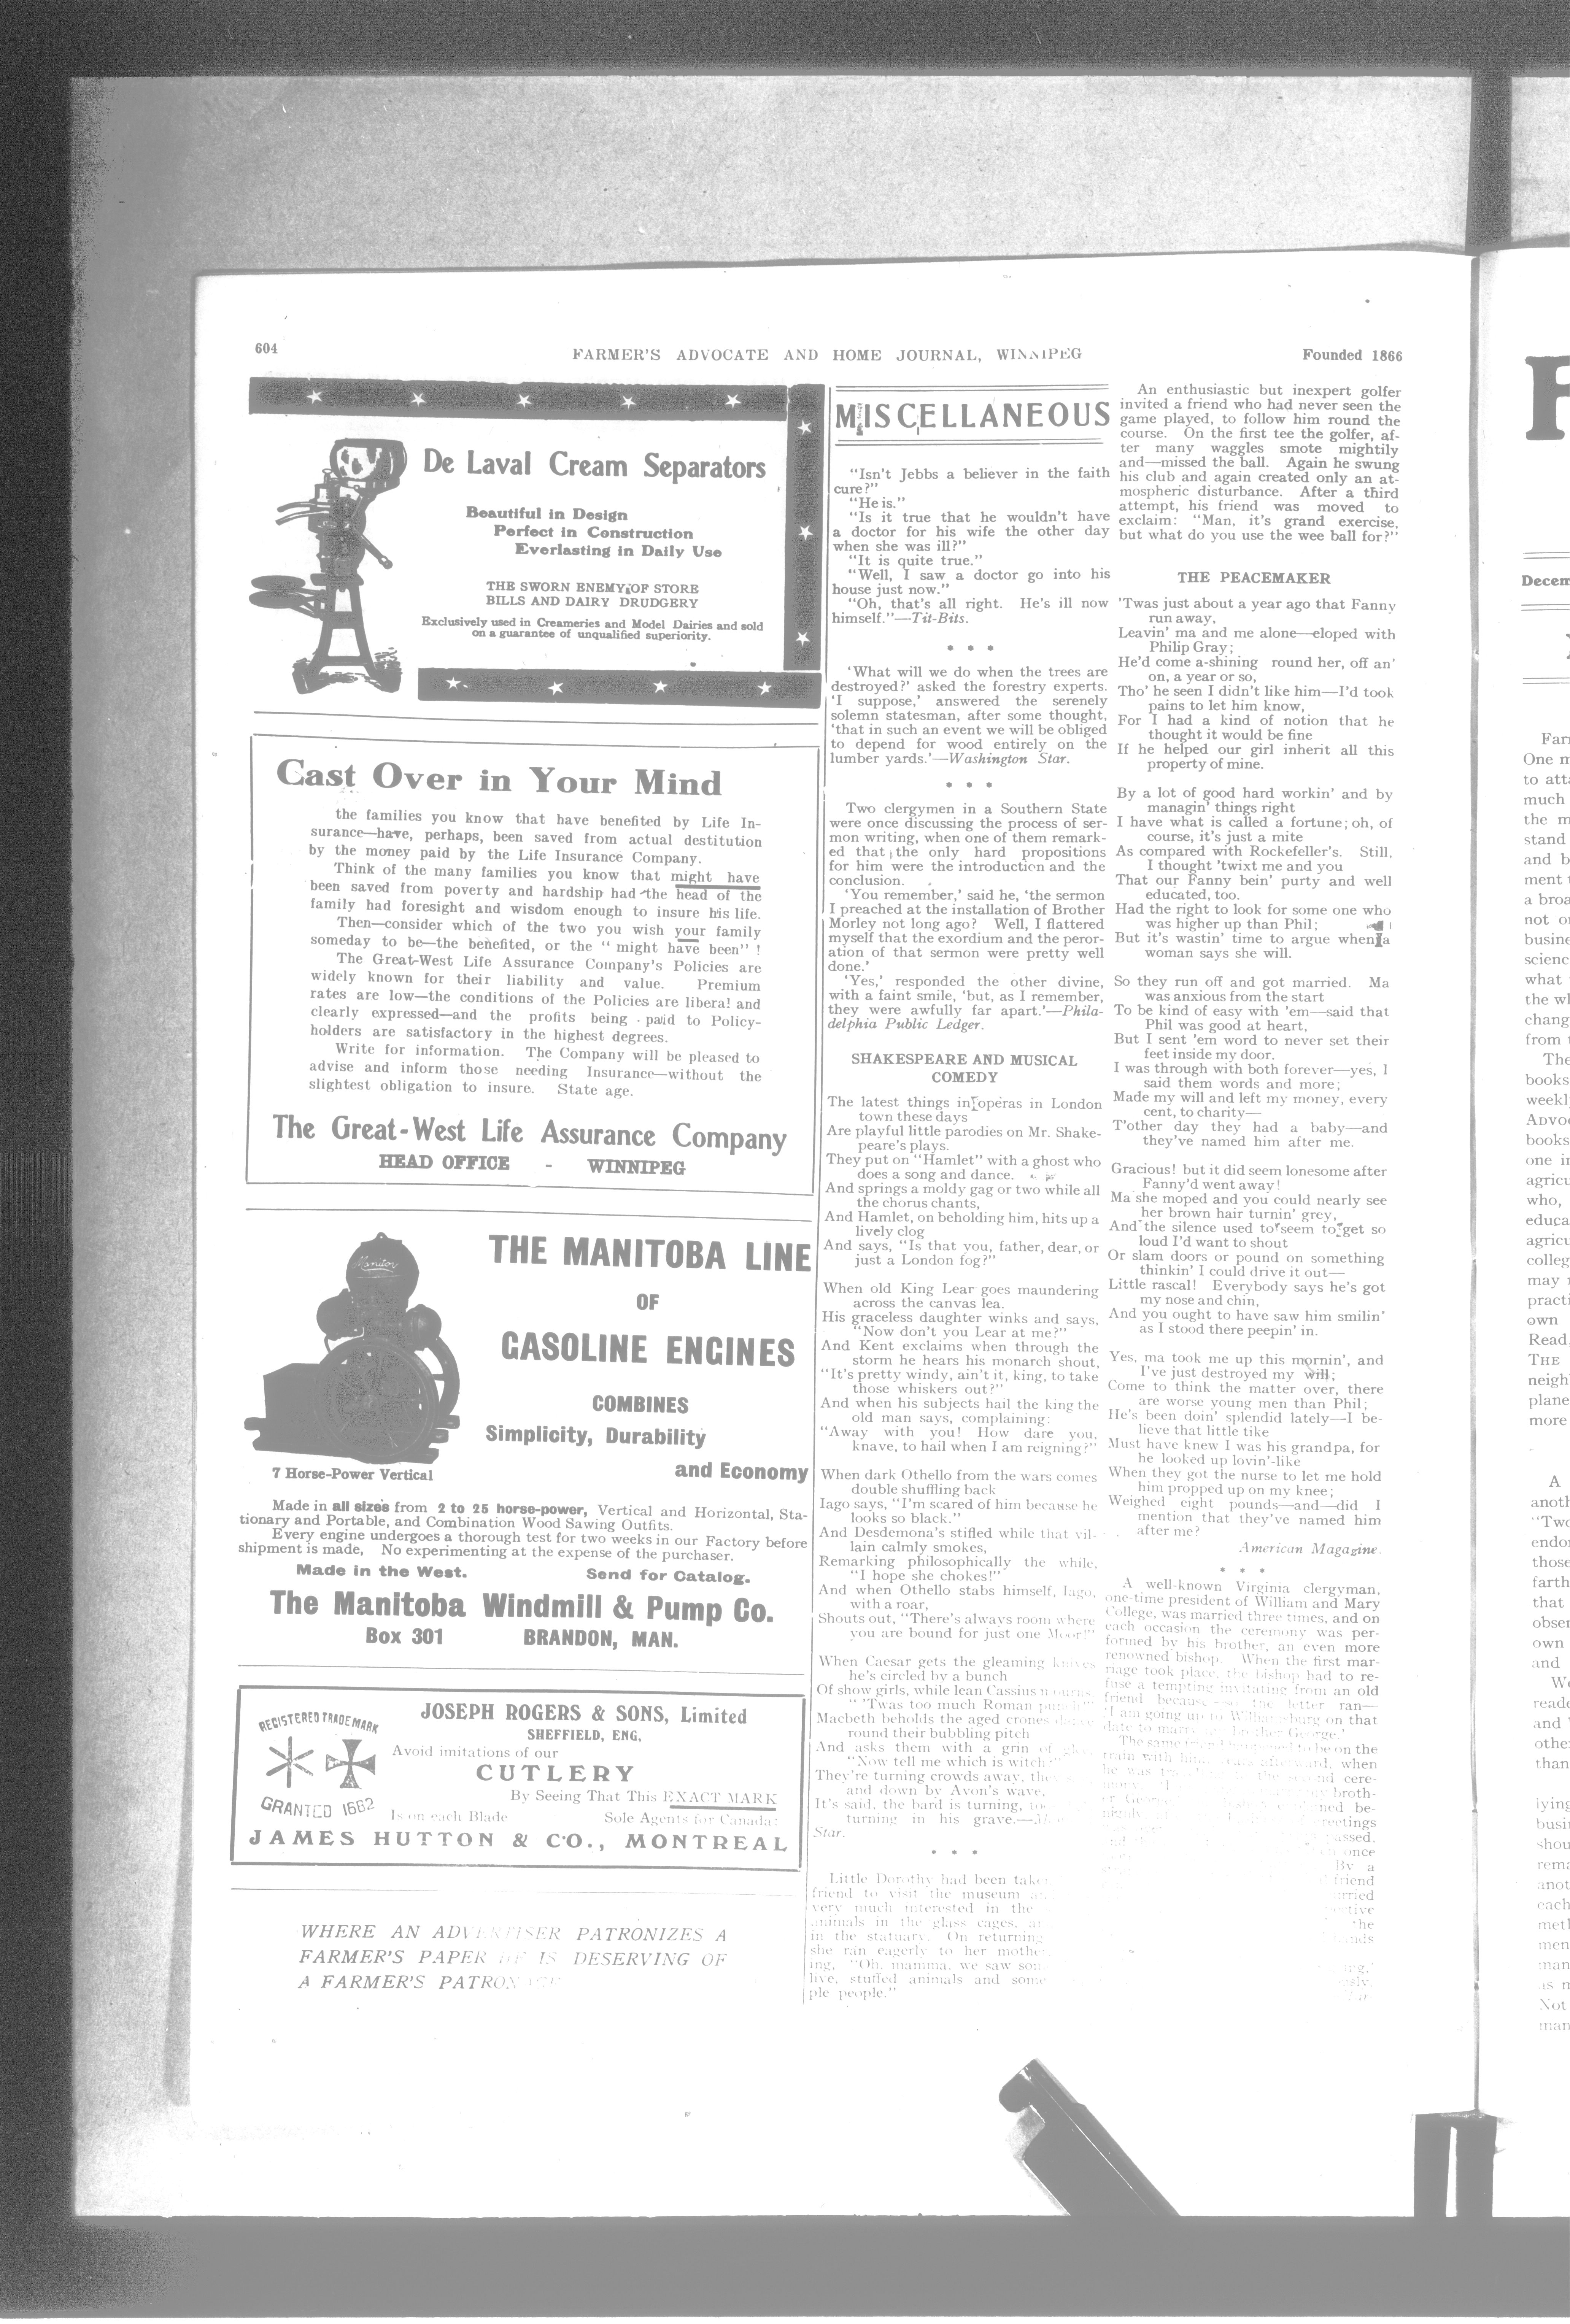 604
FARMER'S ADVOCATE AND HOME JOURNAL, WINNIPEG
Founded 1866
De Laval Cream Separators
Beautiful in Design
Perfect in Construction
Everlasting in Daily Use
THE SWORN ENEMY OF STORE
BILLS AND DAIRY DRUDGERY
Exclusively used in Creameries and Model Dairies and sold
on a guarantee of unqualified superiority.
Cast Over in Your Mind
the families you know that have benefited by Life In-
surance—have, perhaps, been saved from actual destitution
by the money paid by the Life Insurance Company.
Think of the many families you know that might have
been saved from poverty and hardship had the head of the
family had foresight and wisdom enough to insure his life.
Then—consider which of the two you wish your family
someday to be—the benefited, or the " might have been" !
The Great-West Life Assurance Company's Policies are
widely known for their liability and value. Premium
rates are low—the conditions of the Policies are liberal and
clearly expressed—and the profits being paid to Policy-
holders are satisfactory in the highest degrees.
Write for information. The Company will be pleased to
advise and inform those needing Insurance—without the
slightest obligation to insure. State age.
The Great-West Life Assurance Company
HEAD OFFICE - WINNIPEG
THE MANITOBA LINE
OF
GASOLINE ENGINES
COMBINES
Simplicity, Durability
and Economy
7 Horse-Power Vertical
Made in all sizes from 2 to 25 horse-power, Vertical and Horizontal, Sta-
tionary and Portable, and Combination Wood Sawing Outfits.
Every engine undergoes a thorough test for two weeks in our Factory before
shipment is made, No experimenting at the expense of the purchaser.
Made in the West. Send for Catalog.
The Manitoba Windmill & Pump Co.
Box 301 BRANDON, MAN.
REGISTERED TRADE MARK
GRANTED 1682
JOSEPH ROGERS & SONS, Limited
SHEFFIELD, ENG,
Avoid imitations of our
CUTLERY
By Seeing That This EXACT MARK
Is on each Blade Sole Agents for Canada:
JAMES HUTTON & CO., MONTREAL
WHERE AN ADVERTISER PATRONIZES A
FARMER'S PAPER HE IS DESERVING OF
A FARMER'S PATRONAGE
MISCELLANEOUS
"Isn't Jebbs a believer in the faith
cure?"
"He is."
"Is it true that he wouldn't have
a doctor for his wife the other day
when she was ill?"
"It is quite true."
"Well, I saw a doctor go into his
house just now."
"Oh, that's all right. He's ill now
himself."—Tit-Bits.
* * *
'What will we do when the trees are
destroyed?' asked the forestry experts.
'I suppose,' answered the serenely
solemn statesman, after some thought,
'that in such an event we will be obliged
to depend for wood entirely on the
lumber yards.'—Washington Star.
* * *
Two clergymen in a Southern State
were once discussing the process of ser-
mon writing, when one of them remark-
ed that the only hard propositions
for him were the introduction and the
conclusion.
'You remember,' said he, 'the sermon
I preached at the installation of Brother
Morley not long ago? Well, I flattered
myself that the exordium and the peror-
ation of that sermon were pretty well
done.'
'Yes,' responded the other divine,
with a faint smile, 'but, as I remember,
they were awfully far apart.'—Phila-
delphia Public Ledger.
SHAKESPEARE AND MUSICAL
COMEDY
The latest things in operas in London
town these days
Are playful little parodies on Mr. Shake-
peare's plays.
They put on "Hamlet" with a ghost who
does a song and dance.
And springs a moldy gag or two while all
the chorus chants,
And Hamlet, on beholding him, hits up a
lively clog
And says, "Is that you, father, dear, or
just a London fog?"
When old King Lear goes maundering
across the canvas lea.
His graceless daughter winks and says,
"Now don't you Lear at me?"
And Kent exclaims when through the
storm he hears his monarch shout,
"It's pretty windy, ain't it, king, to take
those whiskers out?"
And when his subjects hail the king the
old man says, complaining:
"Away with you! How dare you,
knave, to hail when I am reigning?"
When dark Othello from the wars comes
double shuffling back
Iago says, "I'm scared of him because he
looks so black."
And Desdemona's stifled while that vil-
lain calmly smokes,
Remarking philosophically the while,
"I hope she chokes!"
And when Othello stabs himself, Iago,
with a roar,
Shouts out, "There's always room where
you are bound for just one Moor!"
When Caesar gets the gleaming knives
he's circled by a bunch
Of show girls, while lean Cassius
" 'Twas too much Roman
Macbeth beholds the aged crones
round their bubbling pitch
And asks them with a grin of
"Now tell me which is witch
They're turning crowds away,
and down by Avon's wave,
It's said, the bard is turning,
turning in his grave.—
Star.
* * *
Little Dorothy had been
friend to visit the museum
very much interested in the
animals in the glass cages,
in the statuary. On returning
she ran eagerly to her
"Oh, mamma, we saw
live, stuffed animals and some
ple people."
An enthusiastic but inexpert golfer
invited a friend who had never seen the
game played, to follow him round the
course. On the first tee the golfer, af-
ter many waggles smote mightily
and—missed the ball. Again he swung
his club and again created only an at-
mospheric disturbance. After a third
attempt, his friend was moved to
exclaim: "Man, it's grand exercise,
but what do you use the wee ball for?"
THE PEACEMAKER
'Twas just about a year ago that Fanny
run away,
Leavin' ma and me alone—eloped with
Philip Gray;
He'd come a-shining round her, off an'
on, a year or so,
Tho' he seen I didn't like him—I'd took
pains to let him know,
For I had a kind of notion that he
thought it would be fine
If he helped our girl inherit all this
property of mine.
By a lot of good hard workin' and by
managin' things right
I have what is called a fortune; oh, of
course, it's just a mite
As compared with Rockefeller's. Still,
I thought 'twixt me and you
That our Fanny bein' purty and well
educated, too.
Had the right to look for some one who
was higher up than Phil;
But it's wastin' time to argue when a
woman says she will.
So they run off and got married. Ma
was anxious from the start
To be kind of easy with 'em—said that
Phil was good at heart,
But I sent 'em word to never set their
feet inside my door.
I was through with both forever—yes, I
said them words and more;
Made my will and left my money, every
cent, to charity—
T'other day they had a baby—and
they've named him after me.
Gracious! but it did seem lonesome after
Fanny'd went away!
Ma she moped and you could nearly see
her brown hair turnin' grey,
And the silence used to seem to get so
loud I'd want to shout
Or slam doors or pound on something
thinkin' I could drive it out—
Little rascal! Everybody says he's got
my nose and chin,
And you ought to have saw him smilin'
as I stood there peepin' in.
Yes, ma took me up this mornin', and
I've just destroyed my will;
Come to think the matter over, there
are worse young men than Phil;
He's been doin' splendid lately—I be-
lieve that little tike
Must have knew I was his grandpa, for
he looked up lovin'-like
When they got the nurse to let me hold
him propped up on my knee;
Weighed eight pounds—and—did I
mention that they've named him
after me?
American Magazine.
* * *
A well-known Virginia clergyman,
one-time president of William and Mary
College, was married three times, and on
each occasion the ceremony was per-
formed by his brother, an even more
renowned bishop. When the first mar-
riage took place, the bishop had to re-
fuse a tempting invitating from an old
friend because—so the letter ran—
'I am going up to on that
date to marry brother George.'
The same to be on the
train with when
he was cere-
broth-
be-
once
By a
friend
the
Decem